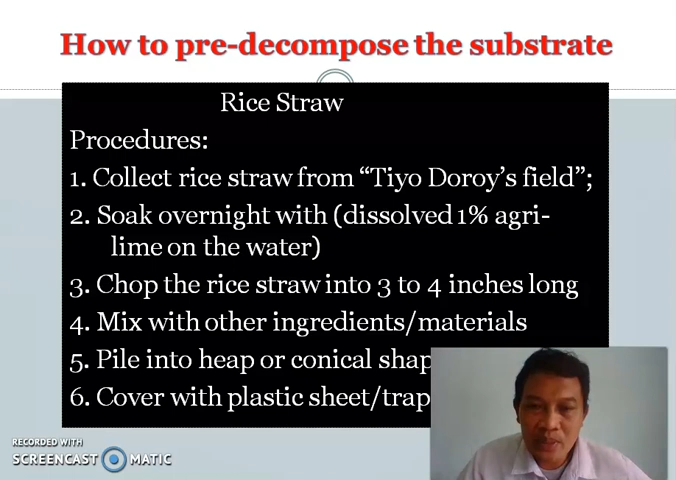 How to pre-decompose the substrate
Rice Straw
Procedures:
1. Collect rice straw from “Tiyo Doroy’s field”;
2. Soak overnight with (dissolved 1% agri-
lime on the water)
3. Chop the rice straw into 3 to 4 inches long
4. Mix with other ingredients/materials
5. Pile into heap or conical shap
6. Cover with plastic sheet/trap
RECORDED WITH
SCREENCAST MATIC